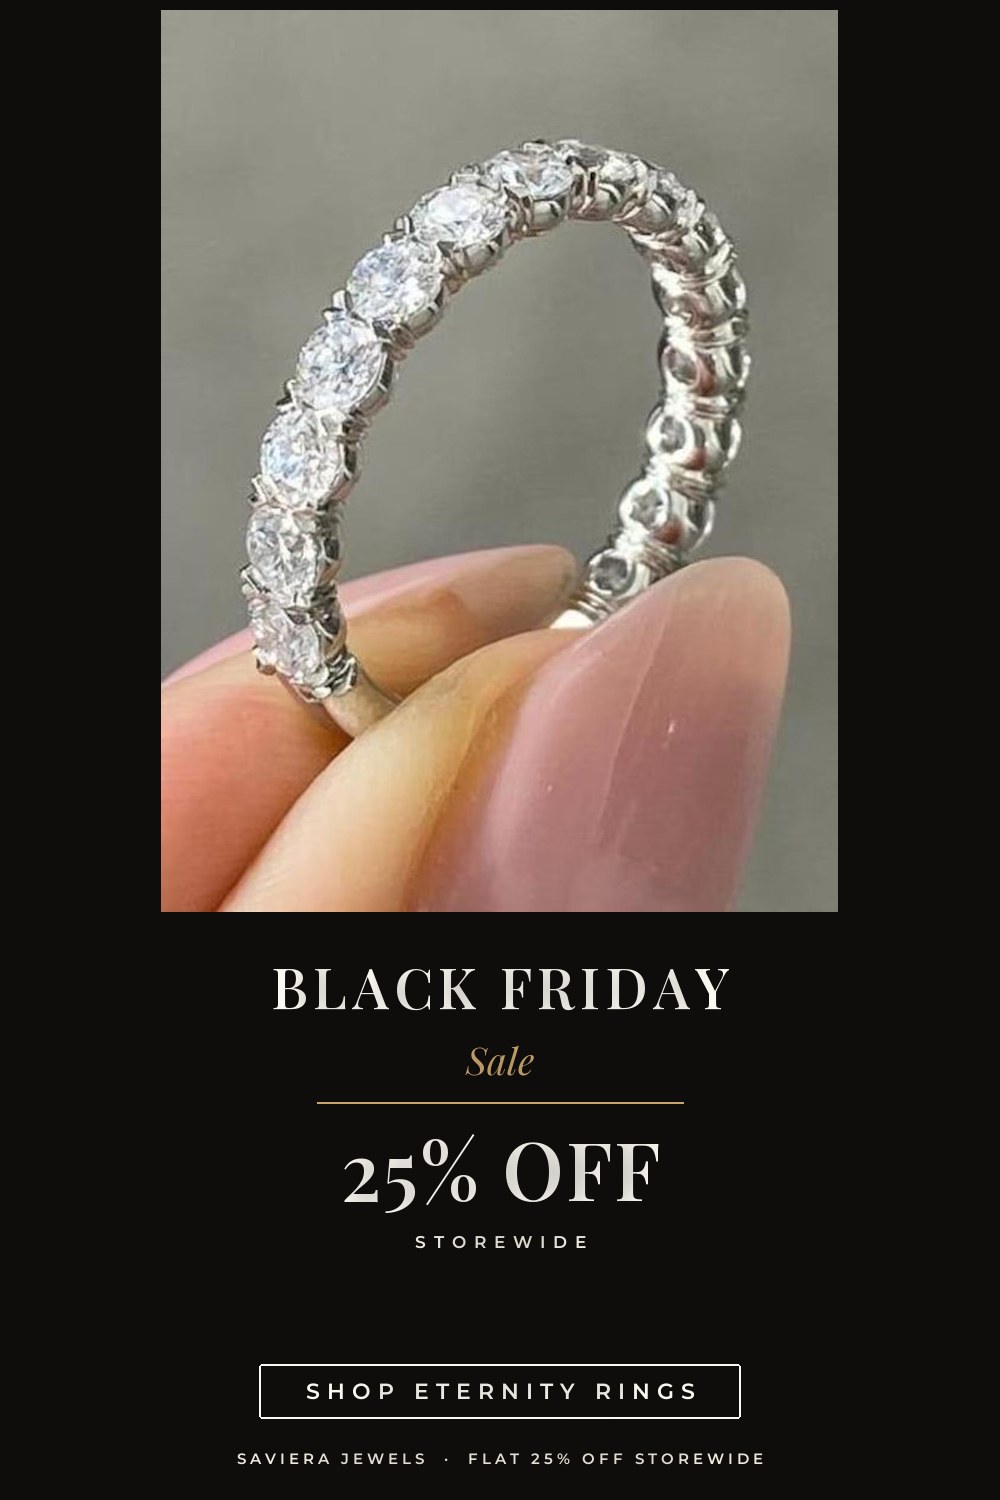 BLACK FRIDAY
Sale
25% OFF
STOREWIDE
SHOP ETERNITY RINGS
SAVIERA JEWELS · FLAT 25% OFF STOREWIDE